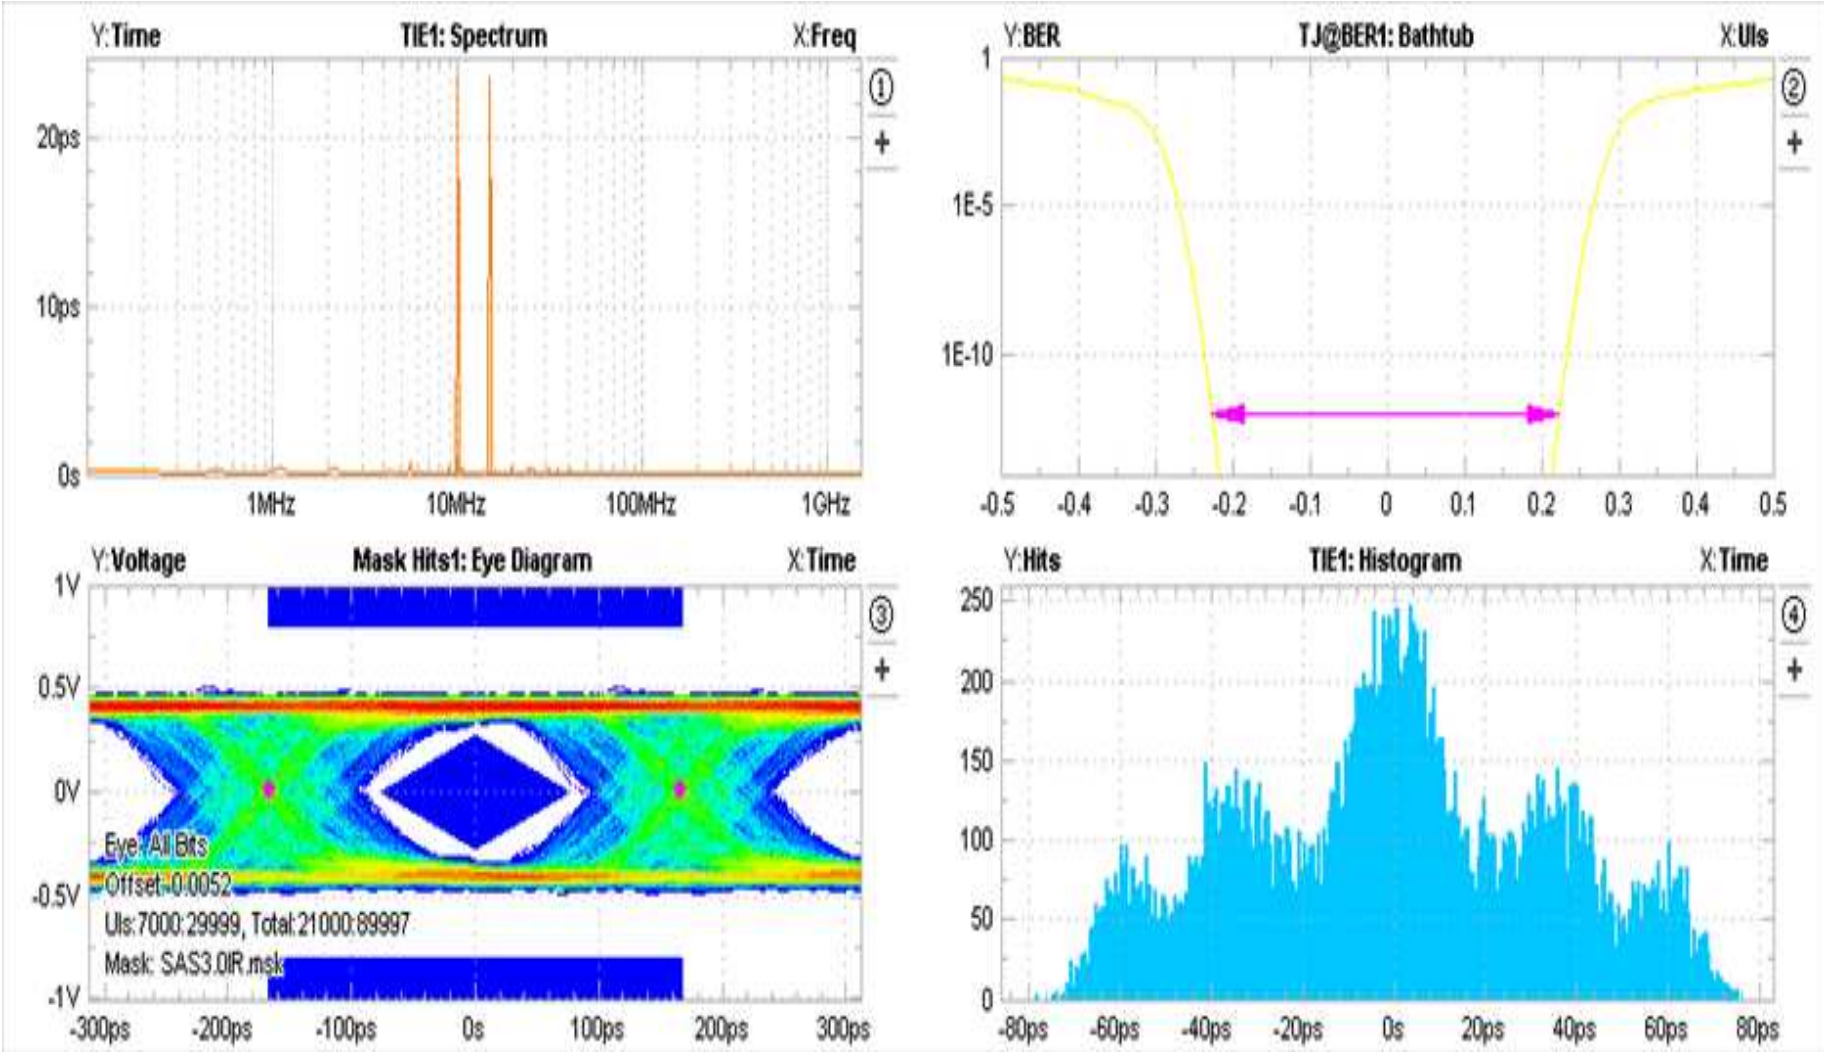 Y:Time TIE1: Spectrum X:Freq
①
+
20ps
10ps
0s
1MHz 10MHz 100MHz 1GHz
Y:BER TJ@BER1: Bathtub X:UIs
②
+
1
1E-5
1E-10
-0.5 -0.4 -0.3 -0.2 -0.1 0 0.1 0.2 0.3 0.4 0.5
Y:Voltage Mask Hits1: Eye Diagram X:Time
③
+
1V
0.5V
0V
-0.5V
-1V
Eye: All Bits
Offset:-0.0052
UIs:7000:29999, Total:21000:89997
Mask: SAS3.0IR.msk
-300ps -200ps -100ps 0s 100ps 200ps 300ps
Y:Hits TIE1: Histogram X:Time
④
+
250
200
150
100
50
0
-80ps -60ps -40ps -20ps 0s 20ps 40ps 60ps 80ps